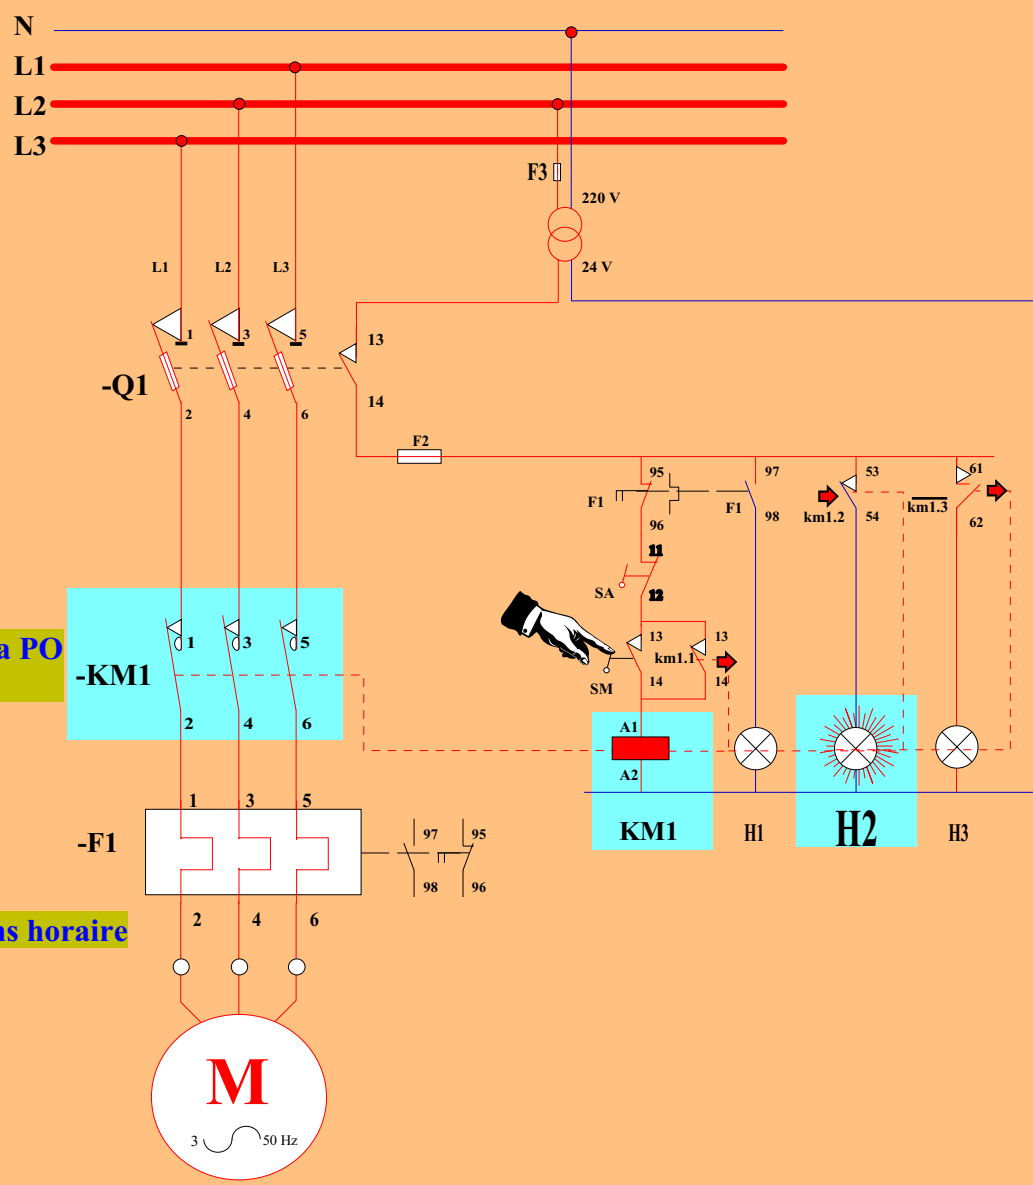 N
L1
L2
L3
F3
220 V
24 V
L1 L2 L3
1 3 5 13
-Q1
2 4 6 14
F2
95 97 53 61
F1 F1 km1.2 km1.3
96 98 54 62
11
SA 12
13 13
km1.1
SM 14 14
a PO
-KM1
1 3 5
2 4 6
A1
A2
KM1 H1 H2 H3
1 3 5
-F1
97 95
98 96
2 4 6
ns horaire
M
3 50 Hz